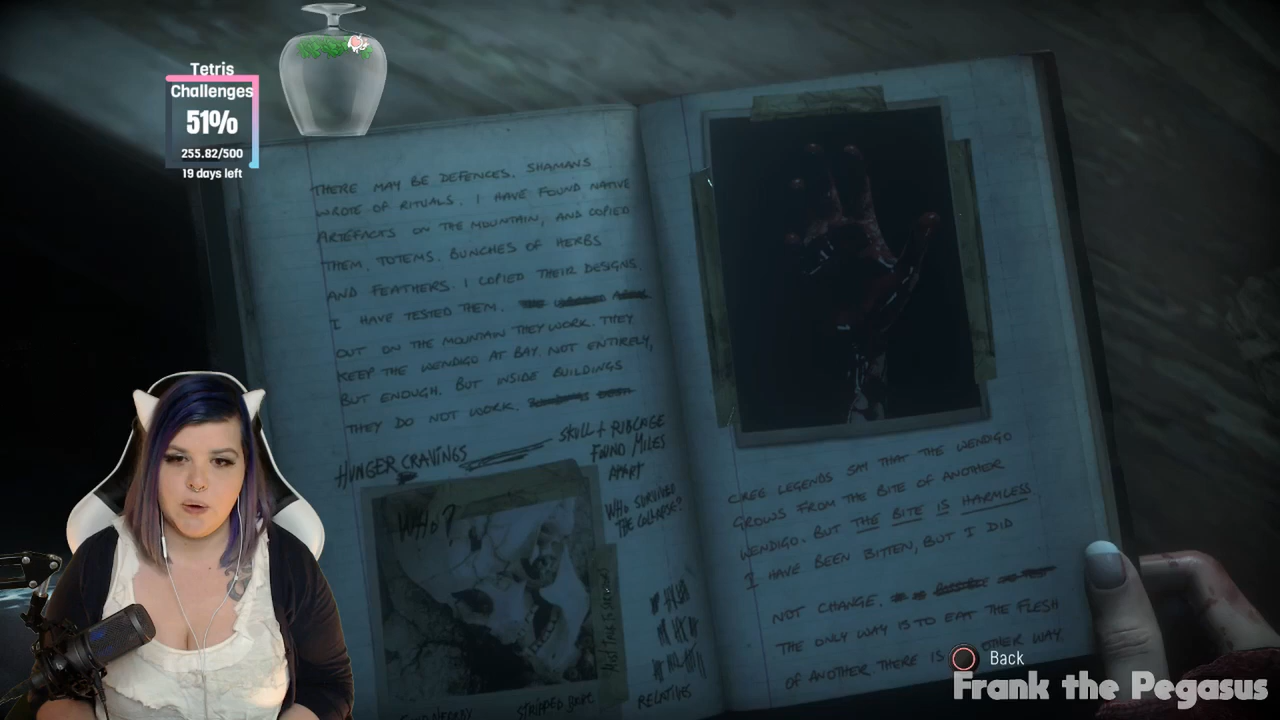 Tetris
Challenges
51%
255.82/500
19 days left
THERE MAY BE DEFENCES. SHAMANS
WROTE OF RITUALS. I HAVE FOUND NATIVE
ARTEFACTS ON THE MOUNTAIN, AND COPIED
THEM. TOTEMS. BUNCHES OF HERBS
AND FEATHERS. I COPIED THEIR DESIGNS.
I HAVE TESTED THEM.
OUT ON THE MOUNTAIN THEY WORK. THEY
KEEP THE WENDIGO AT BAY. NOT ENTIRELY,
BUT ENOUGH. BUT INSIDE BUILDINGS
THEY DO NOT WORK.
HUNGER CRAVINGS
SKULL + RIBCAGE
FOUND MILES
APART
WHO SURVIVED
THE COLLAPSE?
WHO?
RELATIVES
CREE LEGENDS SAY THAT THE WENDIGO
GROWS FROM THE BITE OF ANOTHER
WENDIGO. BUT THE BITE IS HARMLESS
I HAVE BEEN BITTEN, BUT I DID
NOT CHANGE.
THE ONLY WAY IS TO EAT THE FLESH
OF ANOTHER. THERE IS OTHER WAY.
Back
Frank the Pegasus